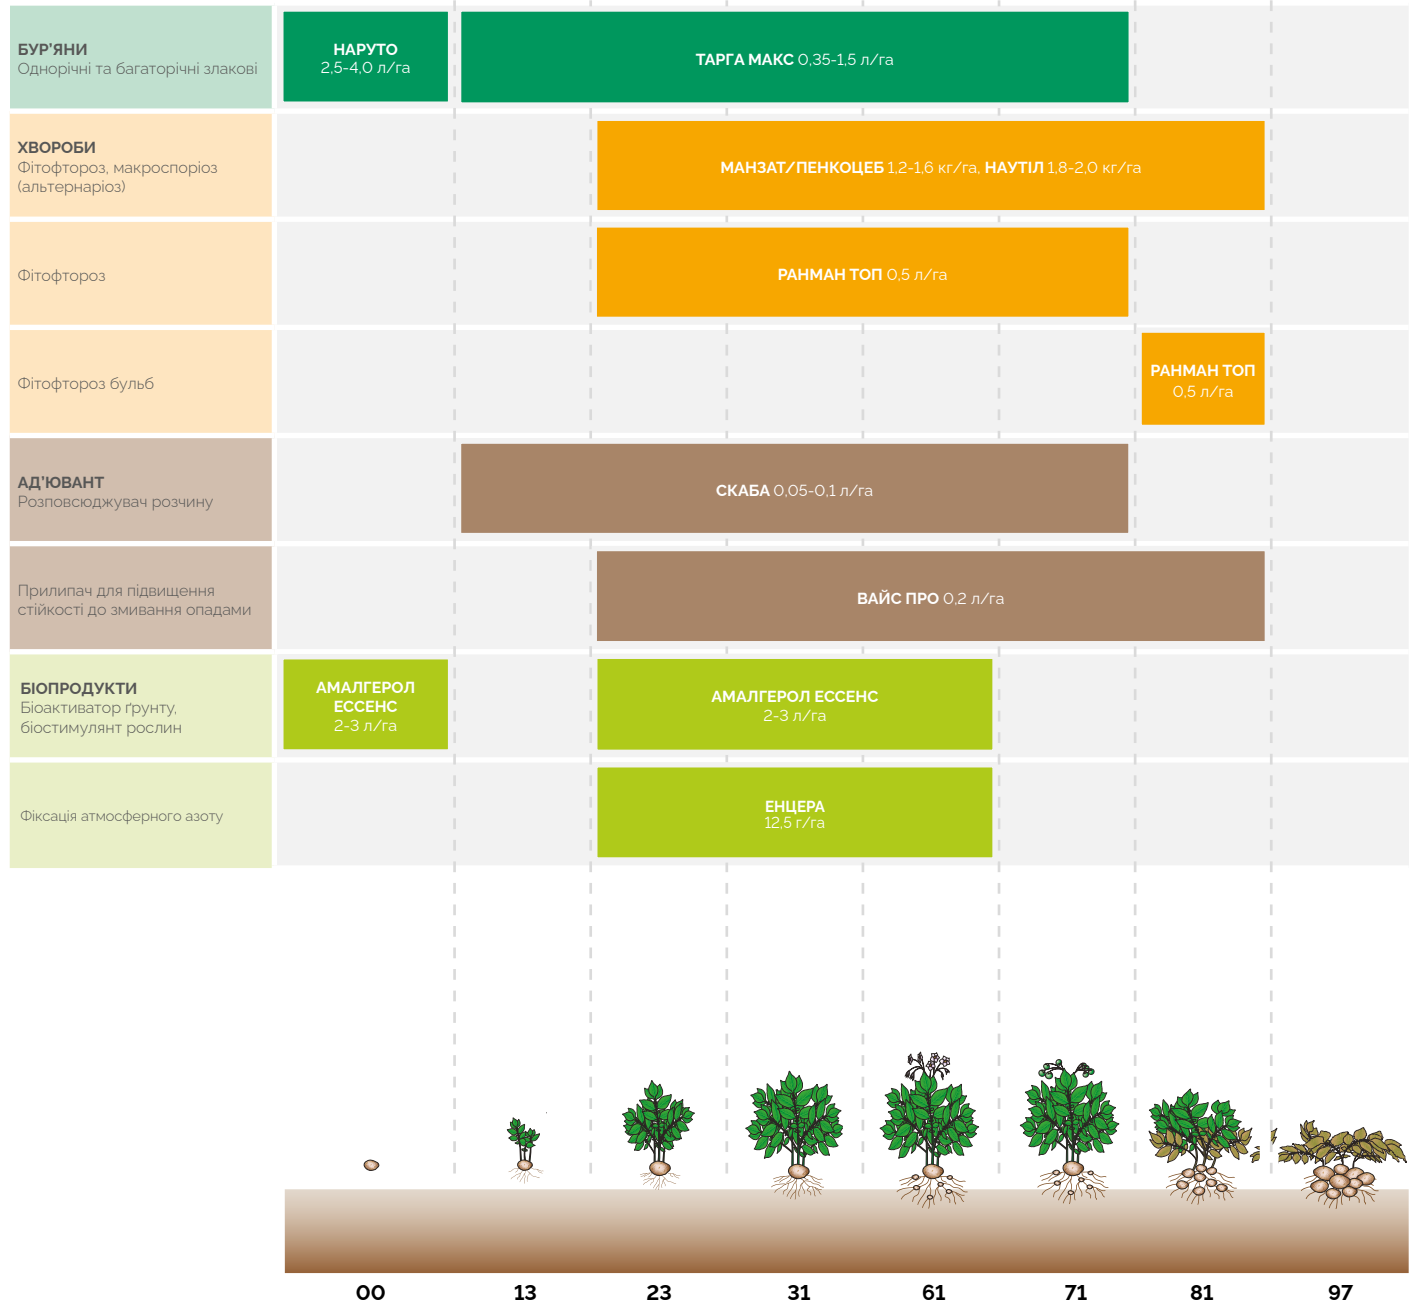 БУР’ЯНИ
Однорічні та багаторічні злакові
НАРУТО
2,5-4,0 л/га
ТАРГА МАКС 0,35-1,5 л/га
ХВОРОБИ
Фітофтороз, макроспоріоз
(альтернаріоз)
МАНЗАТ/ПЕНКОЦЕБ 1,2-1,6 кг/га, НАУТІЛ 1,8-2,0 кг/га
Фітофтороз
РАНМАН ТОП 0,5 л/га
Фітофтороз бульб
РАНМАН ТОП
0,5 л/га
АД’ЮВАНТ
Розповсюджувач розчину
СКАБА 0,05-0,1 л/га
Прилипач для підвищення
стійкості до змивання опадами
ВАЙС ПРО 0,2 л/га
БІОПРОДУКТИ
Біоактиватор ґрунту,
біостимулянт рослин
АМАЛГЕРОЛ
ЕССЕНС
2-3 л/га
АМАЛГЕРОЛ ЕССЕНС
2-3 л/га
Фіксація атмосферного азоту
ЕНЦЕРА
12,5 г/га
00 13 23 31 61 71 81 97